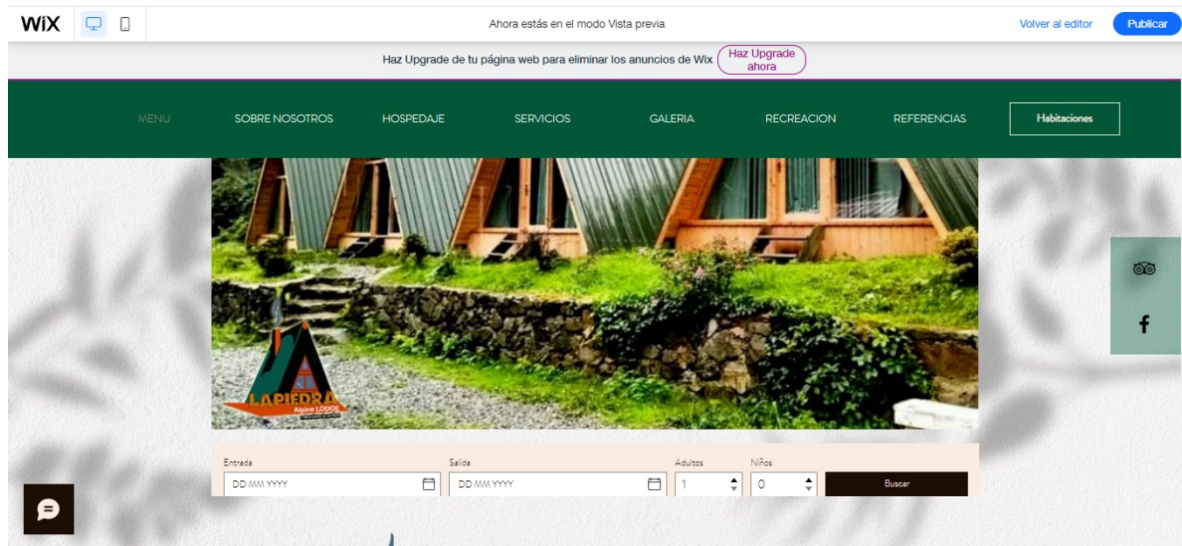 WiX
Ahora estás en el modo Vista previa
Volver al editor
Publicar
Haz Upgrade de tu página web para eliminar los anuncios de Wix
Haz Upgrade
ahora
MENU
SOBRE NOSOTROS
HOSPEDAJE
SERVICIOS
GALERIA
RECREACION
REFERENCIAS
Habitaciones
LAPIEDRA
Alpine LODGE
Entrada
Salida
Adultos
Niños
DD MM YYYY
DD MM YYYY
1
0
Buscar
f